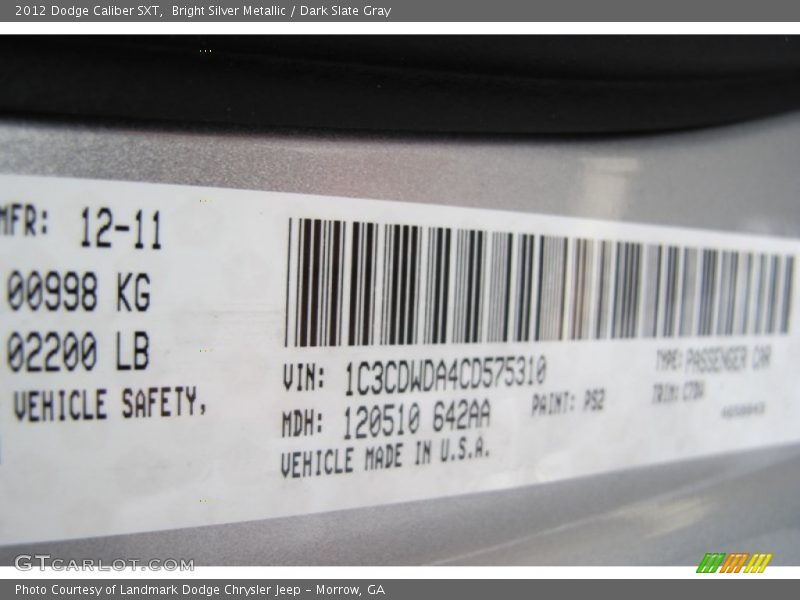 2012 Dodge Caliber SXT, Bright Silver Metallic / Dark Slate Gray
MFR: 12-11
00998 KG
02200 LB
VEHICLE SAFETY,
VIN: 1C3CDWDA4CD575310
TYPE: PASSENGER CAR
MDH: 120510 642AA
PAINT: PS2
TRIM: C7DV
VEHICLE MADE IN U.S.A.
GTCARLOT.COM
Photo Courtesy of Landmark Dodge Chrysler Jeep – Morrow, GA